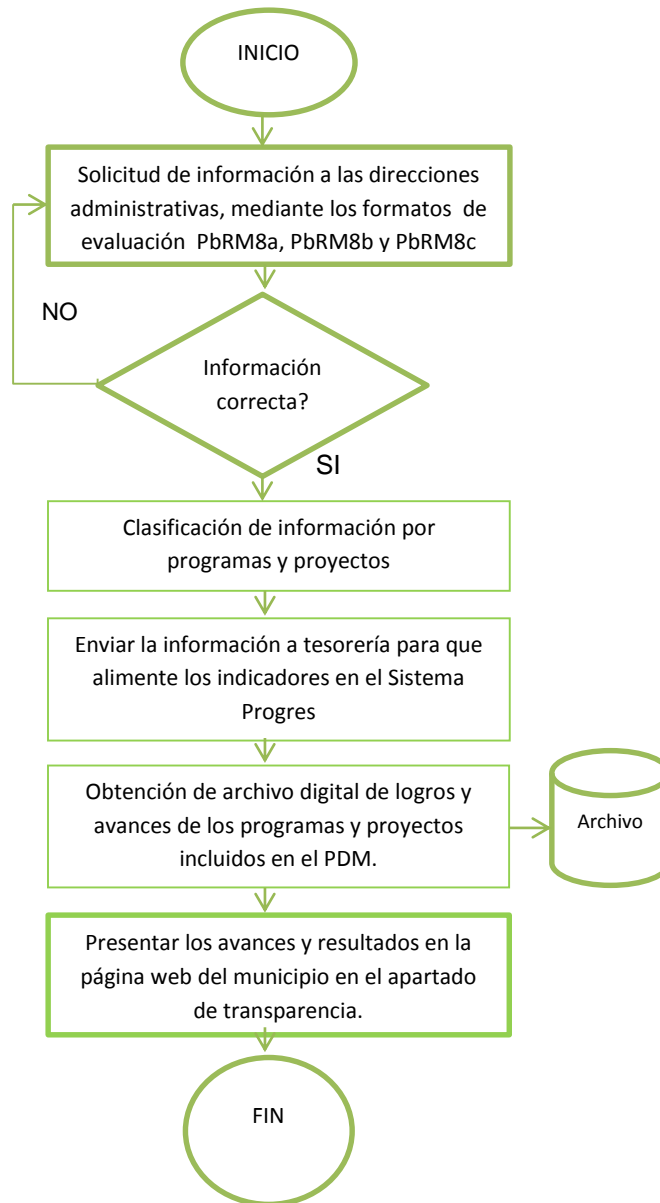 INICIO
Solicitud de información a las direcciones
administrativas, mediante los formatos de
evaluación PbRM8a, PbRM8b y PbRM8c
NO
Información
correcta?
SI
Clasificación de información por
programas y proyectos
Enviar la información a tesorería para que
alimente los indicadores en el Sistema
Progres
Obtención de archivo digital de logros y
avances de los programas y proyectos
incluidos en el PDM.
Archivo
Presentar los avances y resultados en la
página web del municipio en el apartado
de transparencia.
FIN